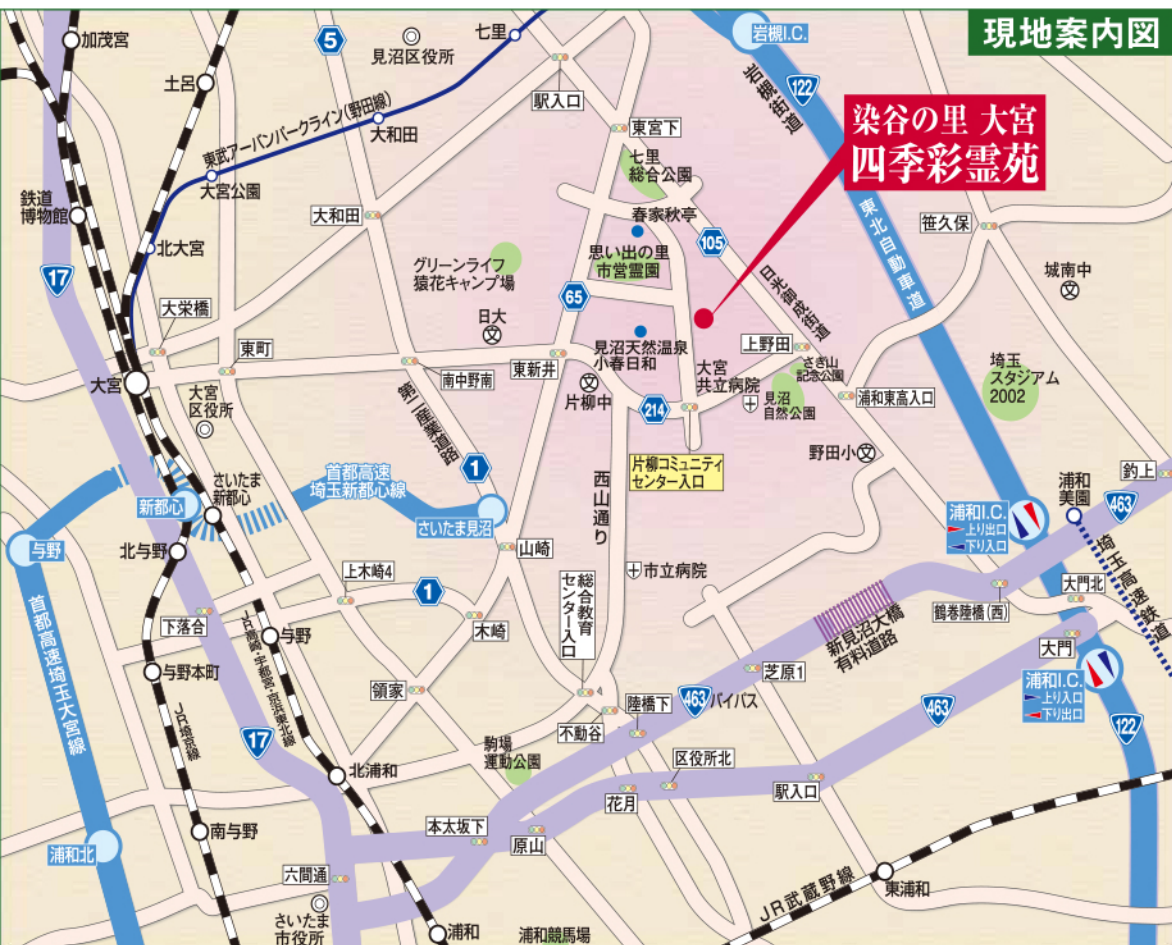 現地案内図
加茂宮
5
見沼区役所
七里
岩槻I.C.
土呂
駅入口
岩槻街道
122
染谷の里 大宮
四季彩霊苑
東武アーバンパークライン(野田線)
大和田
東宮下
七里
総合公園
大宮公園
鉄道
博物館
大和田
春家秋亭
笹久保
北大宮
105
東北自動車道
思い出の里
市営霊園
グリーンライフ
猿花キャンプ場
城南中
文
17
65
日光御成街道
大栄橋
日大
文
見沼天然温泉
小春日和
上野田
東町
東新井
さぎ山
記念公園
埼玉
スタジアム
2002
大宮
南中野南
大宮
共立病院
大宮
区役所
文
片柳中
見沼
自然公園
浦和東高入口
214
第二産業道路
野田小
文
片柳コミュニティ
センター入口
首都高速
埼玉新都心線
1
西山通り
釣上
さいたま
新都心
新都心
浦和
美園
463
さいたま見沼
浦和I.C.
上り出口
下り入口
与野
北与野
山崎
埼玉高速鉄道
市立病院
上木崎4
総合教育
センター入口
大門北
1
鶴巻陸橋(西)
下落合
首都高速埼玉大宮線
木崎
JR高崎・宇都宮・京浜東北線
与野
新見沼大橋
有料道路
大門
与野本町
芝原1
浦和I.C.
上り入口
下り出口
領家
463
バイパス
陸橋下
463
JR埼京線
不動谷
122
17
駒場
運動公園
区役所北
北浦和
駅入口
花月
南与野
本太坂下
原山
浦和北
六間通
東浦和
JR武蔵野線
さいたま
市役所
浦和
浦和競馬場